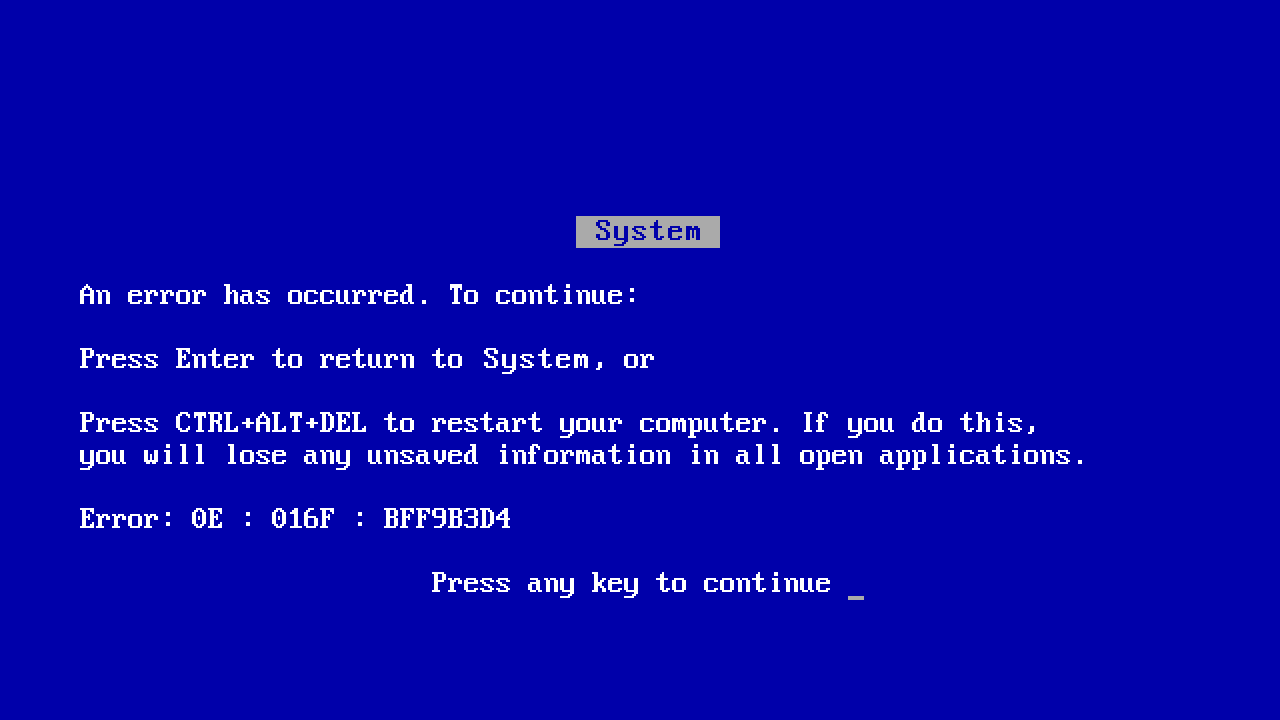 System
An error has occurred. To continue:
Press Enter to return to System, or
Press CTRL+ALT+DEL to restart your computer. If you do this,
you will lose any unsaved information in all open applications.
Error: 0E : 016F : BFF9B3D4
Press any key to continue _